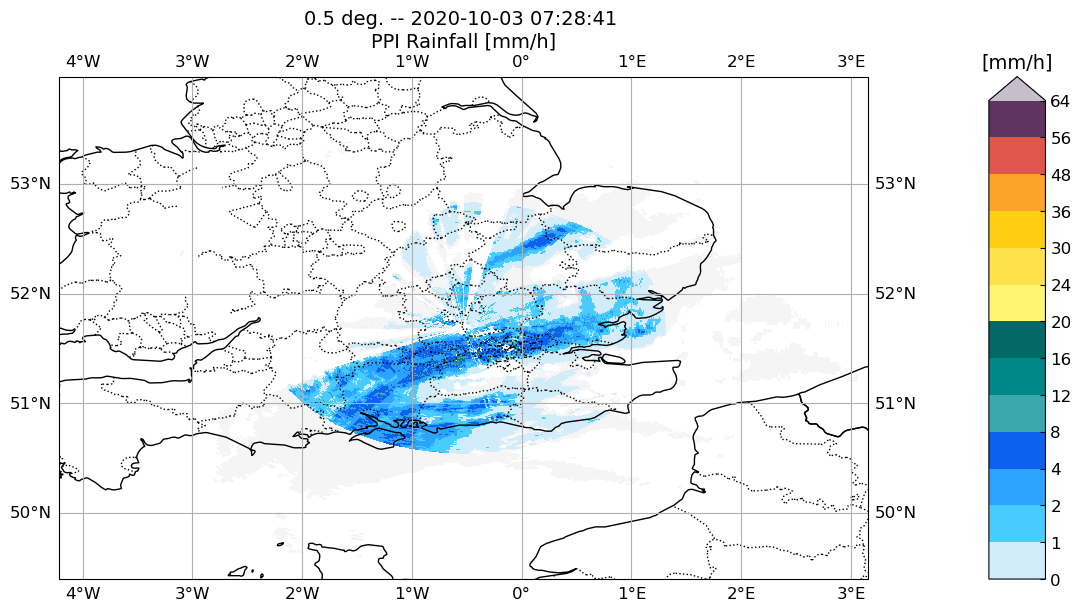 0.5 deg. -- 2020-10-03 07:28:41
PPI Rainfall [mm/h]
4°W 3°W 2°W 1°W 0° 1°E 2°E 3°E
[mm/h]
64
56
53°N 53°N
48
36
30
52°N 52°N
24
20
16
51°N 51°N
12
8
4
50°N 50°N
2
1
0
4°W 3°W 2°W 1°W 0° 1°E 2°E 3°E